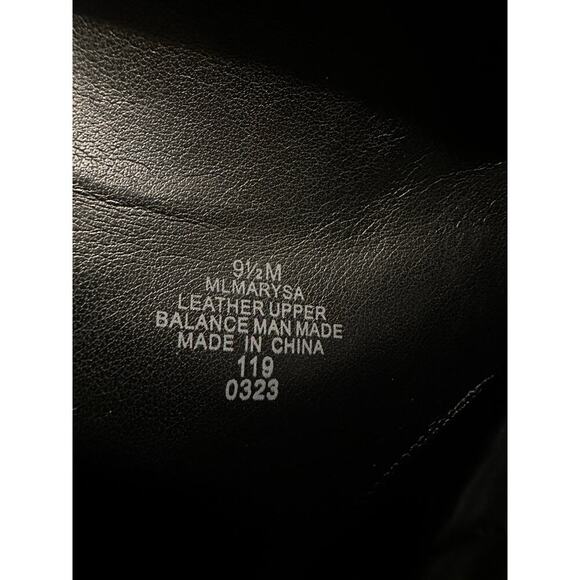 9½M
MLMARYSA
LEATHER UPPER
BALANCE MAN MADE
MADE IN CHINA
119
0323